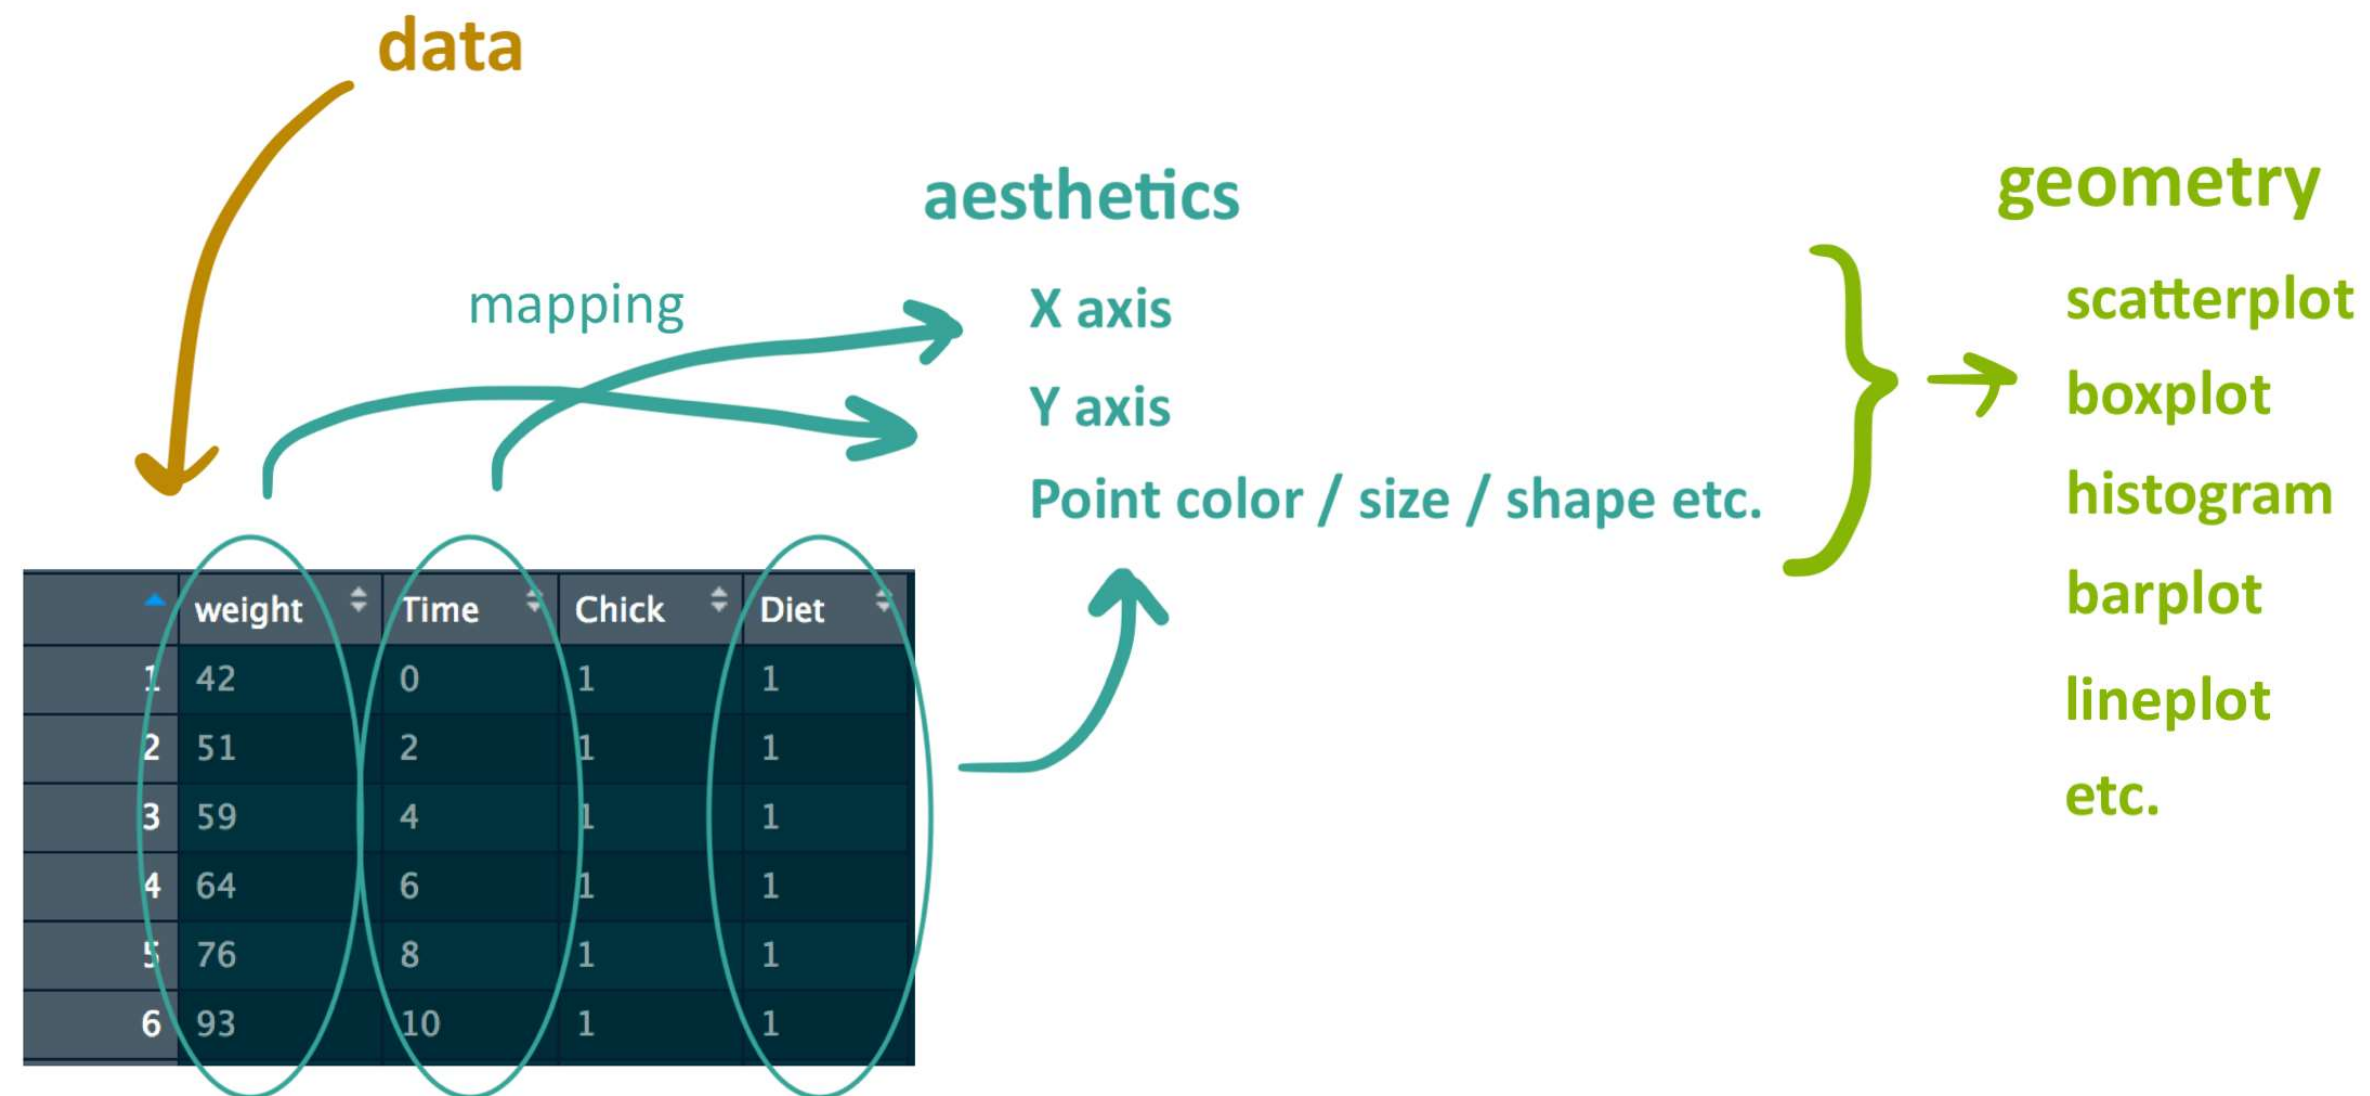 data
aesthetics
geometry
mapping
X axis
Y axis
Point color / size / shape etc.
scatterplot
boxplot
histogram
barplot
lineplot
etc.
weight Time Chick Diet
1 42 0 1 1
2 51 2 1 1
3 59 4 1 1
4 64 6 1 1
5 76 8 1 1
6 93 10 1 1